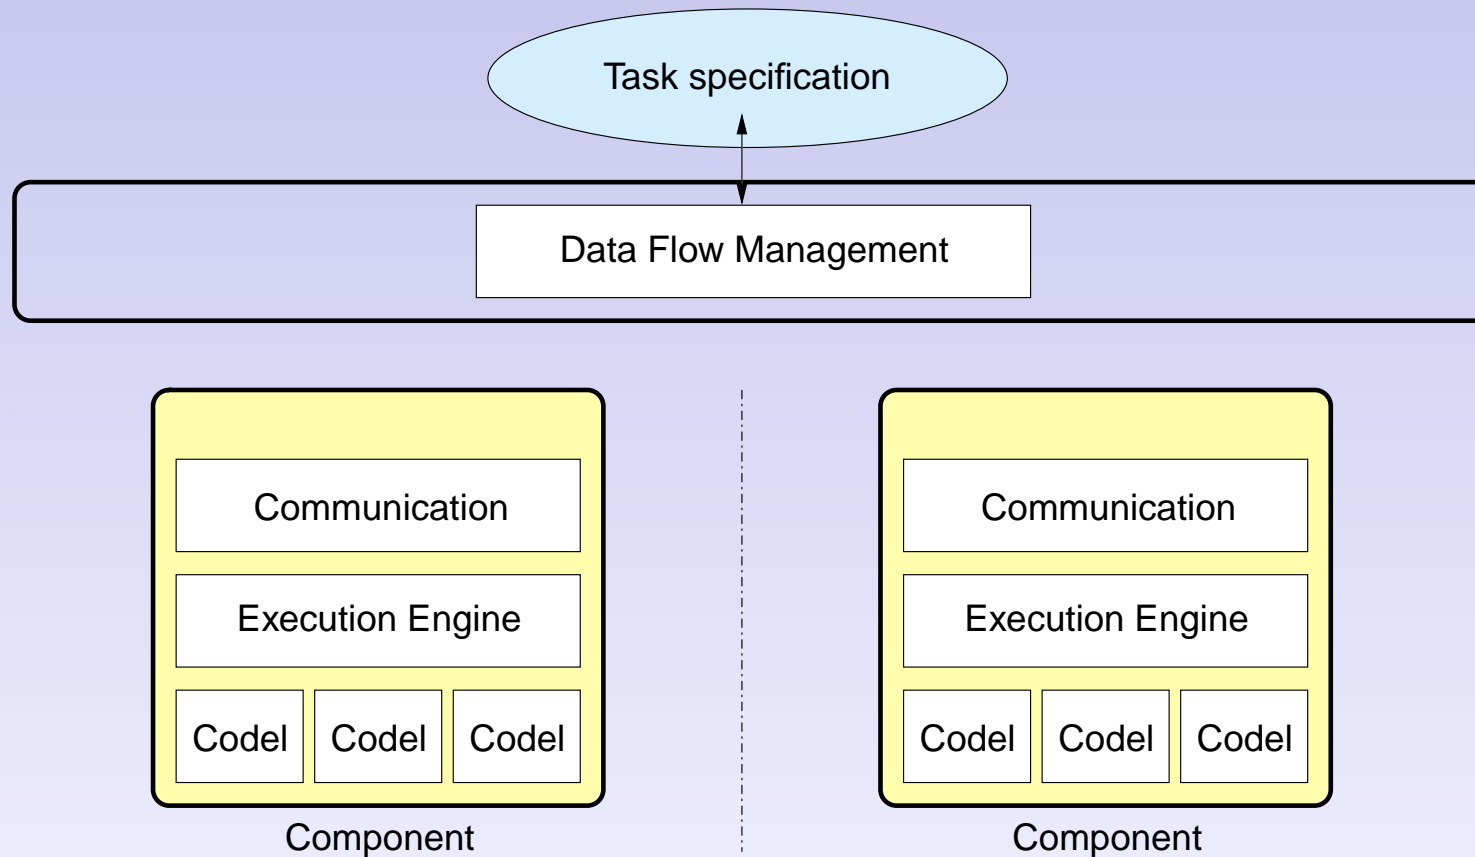 Task specification
Data Flow Management
Communication
Communication
Execution Engine
Execution Engine
Codel Codel Codel
Codel Codel Codel
Component
Component